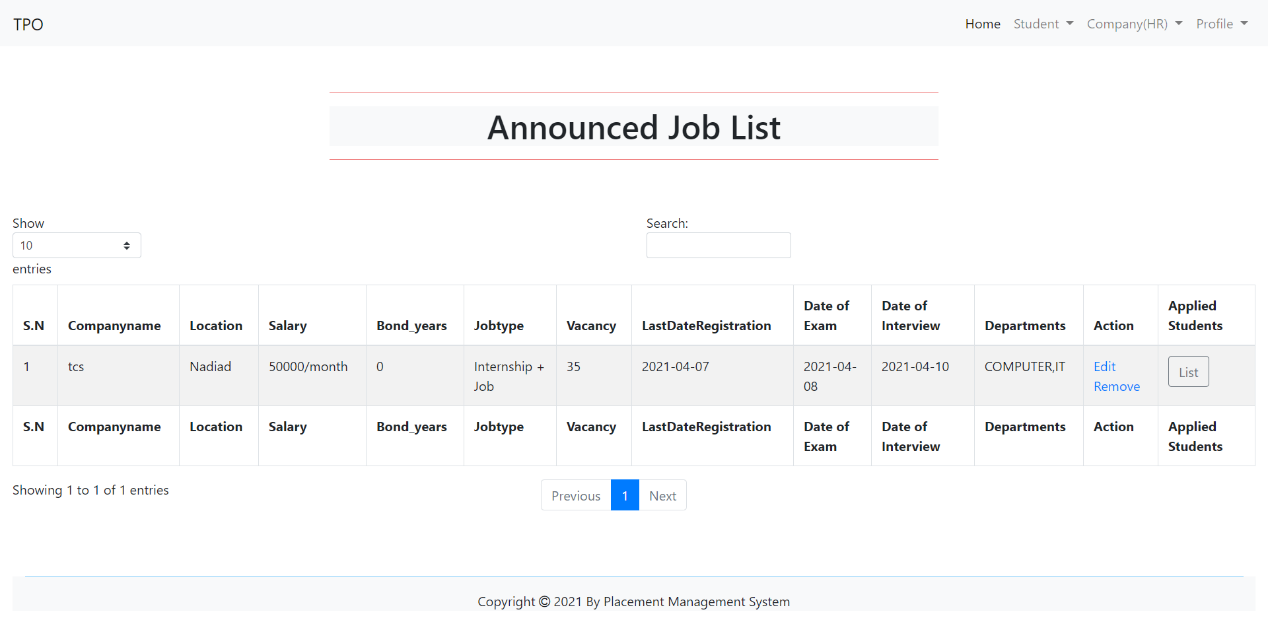 TPO Home Student Company(HR) Profile
Announced Job List
Show
10
entries
Search:
S.N Companyname Location Salary Bond_years Jobtype Vacancy LastDateRegistration Date of Exam Date of Interview Departments Action Applied Students
1 tcs Nadiad 50000/month 0 Internship + Job 35 2021-04-07 2021-04-08 2021-04-10 COMPUTER,IT Edit Remove List
S.N Companyname Location Salary Bond_years Jobtype Vacancy LastDateRegistration Date of Exam Date of Interview Departments Action Applied Students
Showing 1 to 1 of 1 entries Previous 1 Next
Copyright © 2021 By Placement Management System